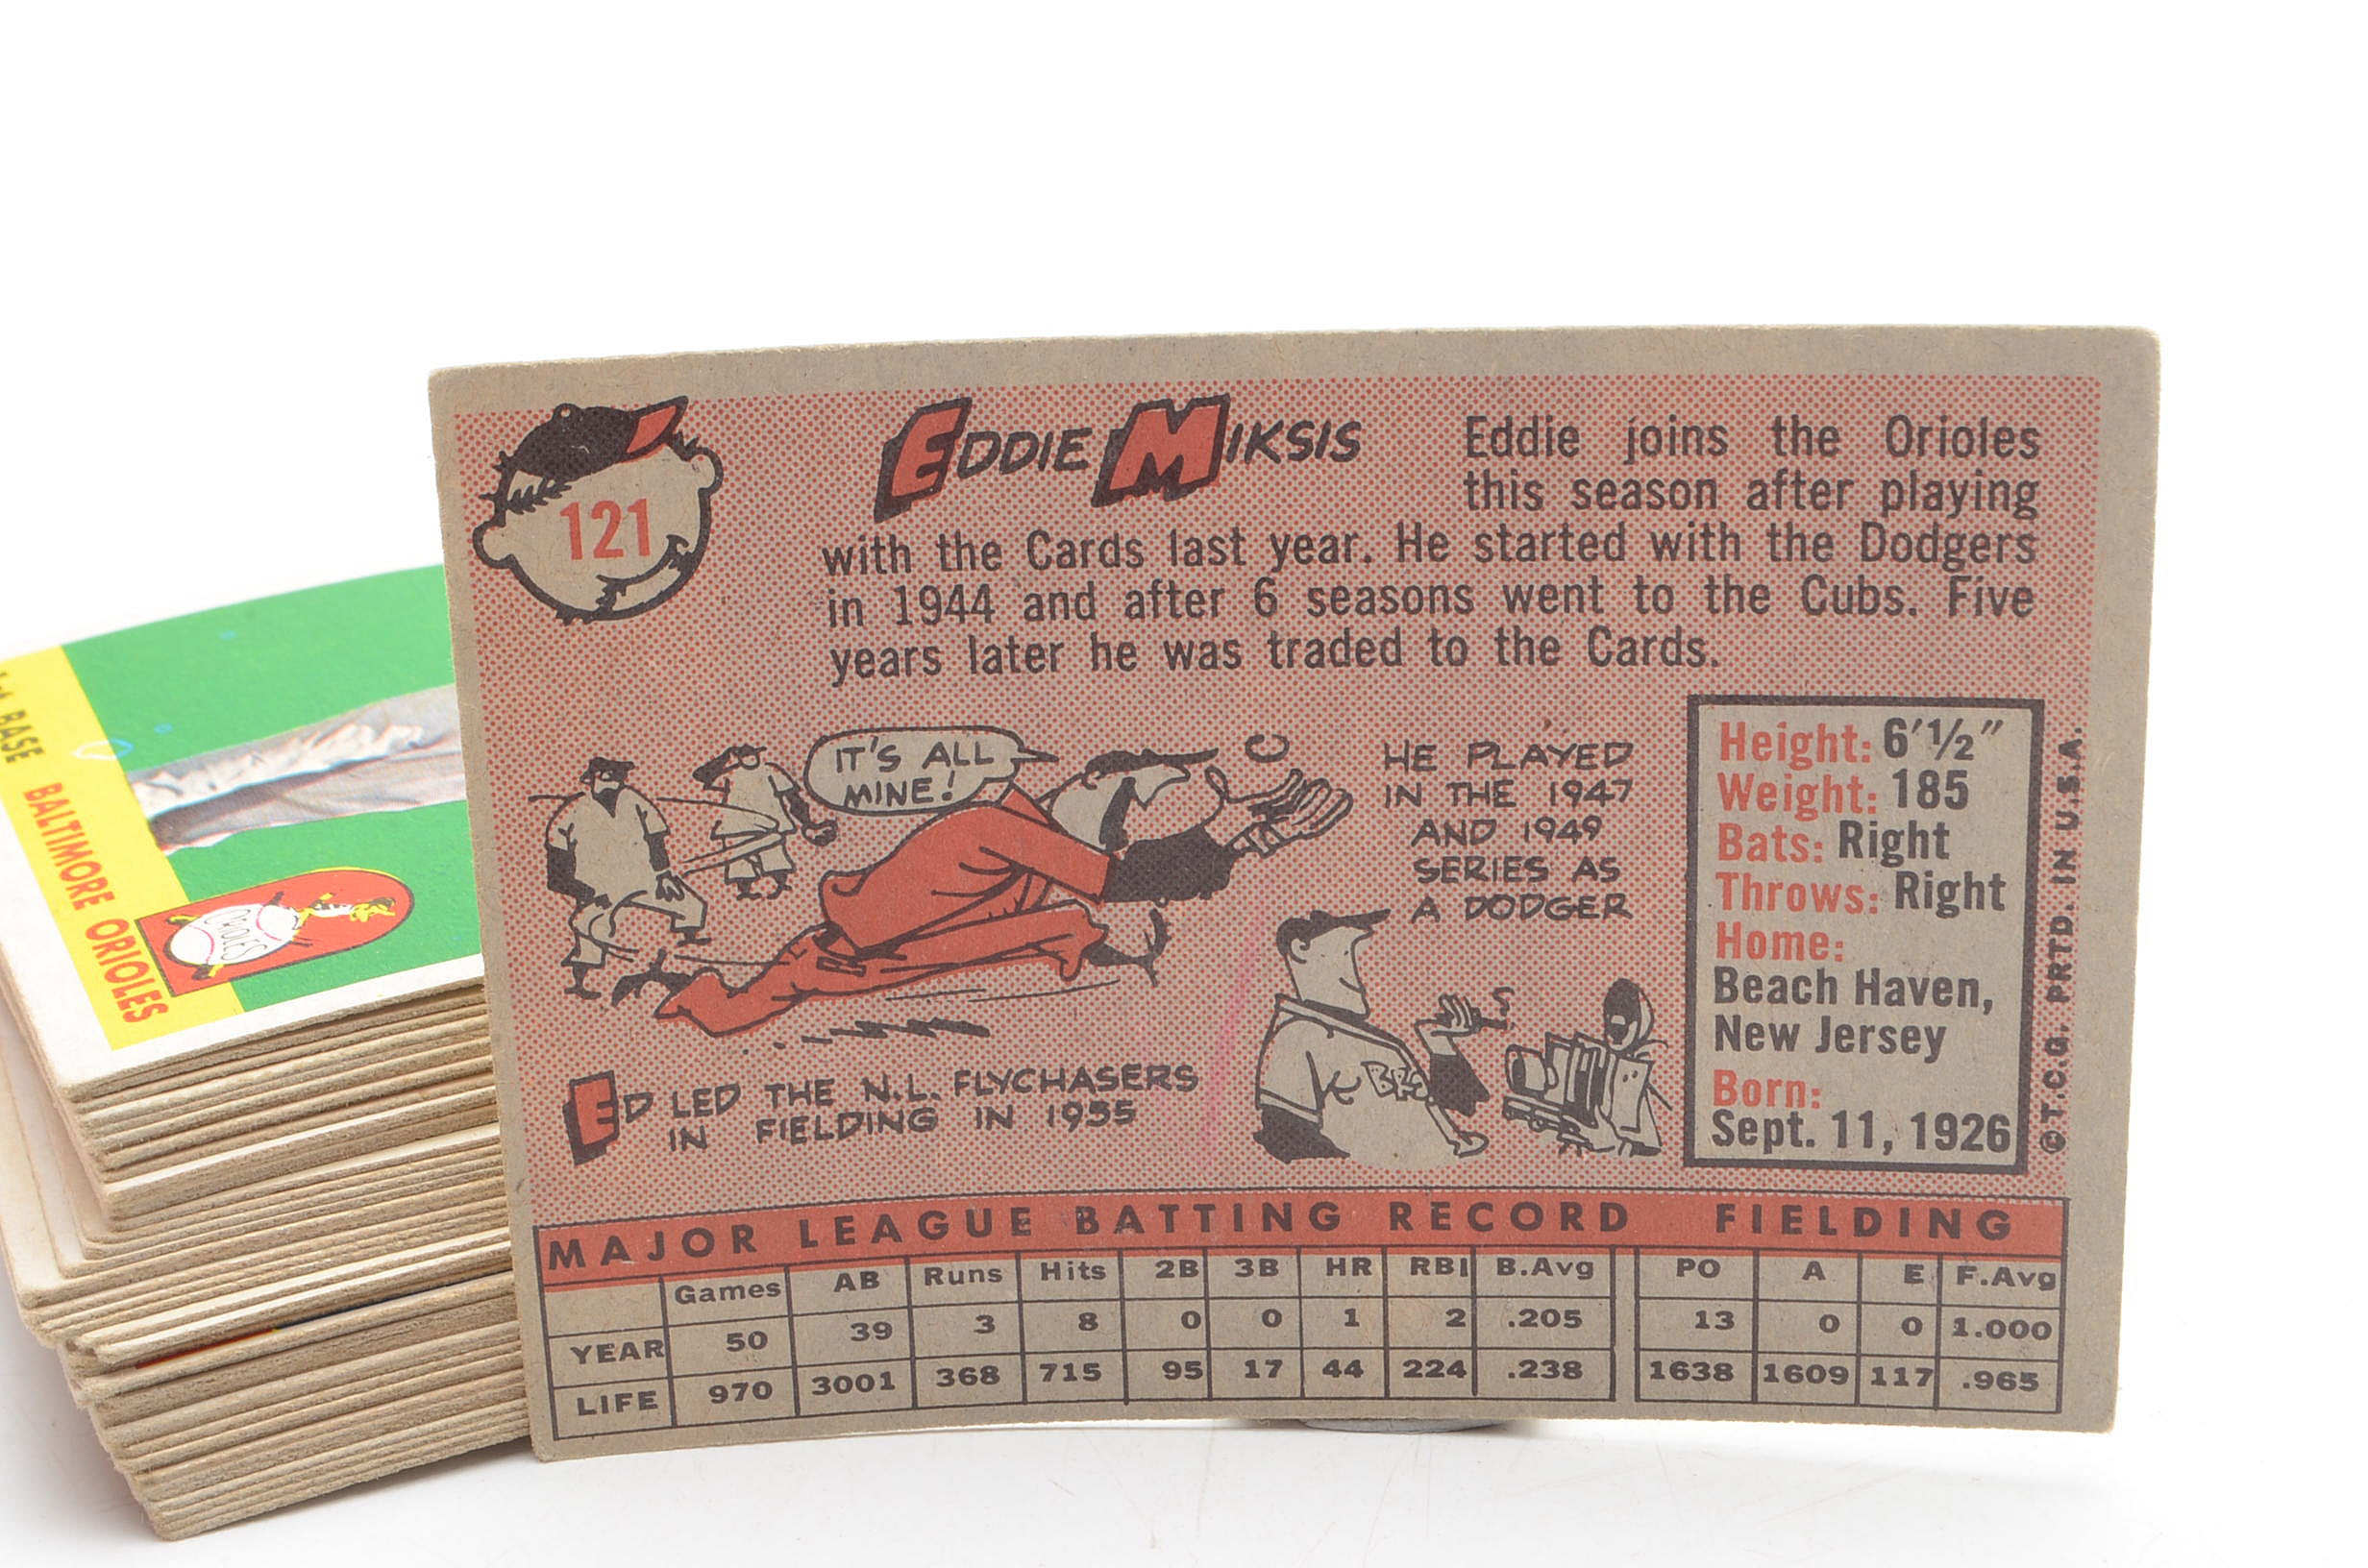 121
EDDIE MIKSIS
Eddie joins the Orioles
this season after playing
with the Cards last year. He started with the Dodgers
in 1944 and after 6 seasons went to the Cubs. Five
years later he was traded to the Cards.
IT'S ALL
MINE!
HE PLAYED
IN THE 1947
AND 1949
SERIES AS
A DODGER
ED LED THE N.L. FLYCHASERS
IN FIELDING IN 1955
BRO
Height: 6'½"
Weight: 185
Bats: Right
Throws: Right
Home:
Beach Haven,
New Jersey
Born:
Sept. 11, 1926
© T.C.G. PRTD. IN U.S.A.
MAJOR LEAGUE BATTING RECORD FIELDING
Games AB Runs Hits 2B 3B HR RBI B.Avg PO A E F.Avg
YEAR 50 39 3 8 0 0 1 2 .205 13 0 0 1.000
LIFE 970 3001 368 715 95 17 44 224 .238 1638 1609 117 .965
BASE BALTIMORE ORIOLES
ORIOLES